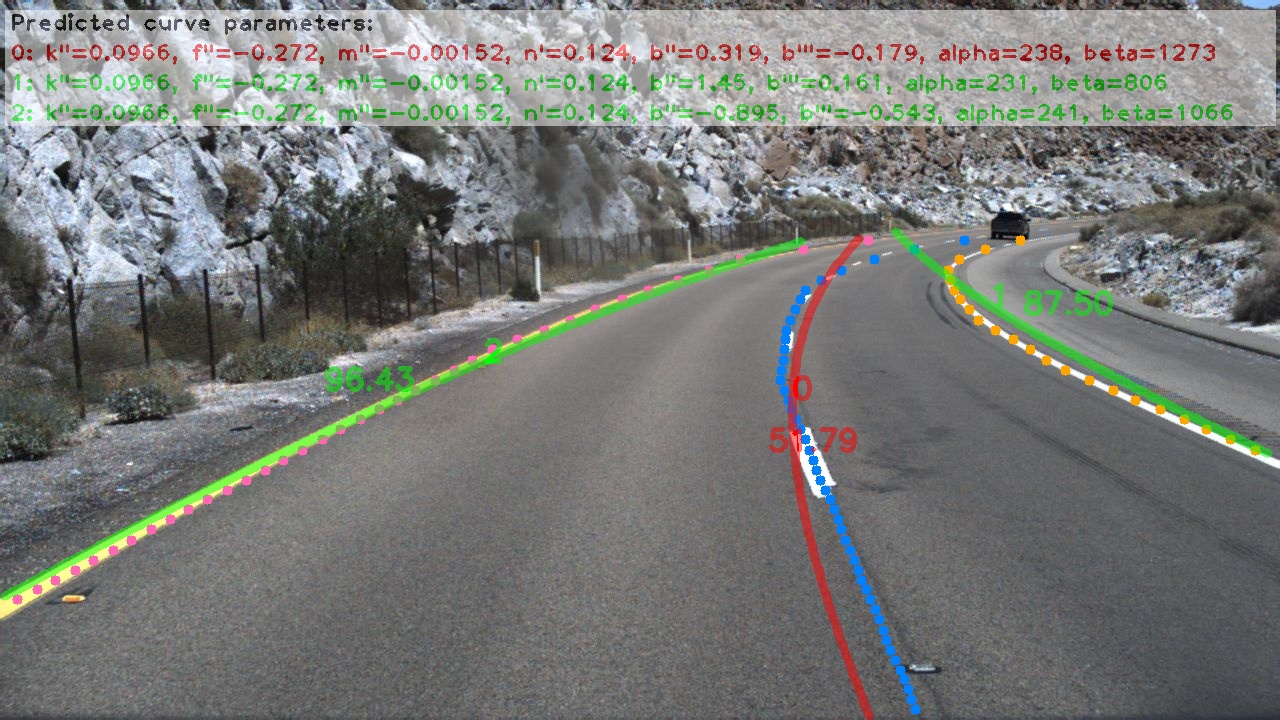 Predicted curve parameters:
0: k''=0.0966, f''=-0.272, m''=-0.00152, n'=0.124, b''=0.319, b'''=-0.179, alpha=238, beta=1273
1: k''=0.0966, f''=-0.272, m''=-0.00152, n'=0.124, b''=1.45, b'''=0.161, alpha=231, beta=806
2: k''=0.0966, f''=-0.272, m''=-0.00152, n'=0.124, b''=-0.895, b'''=-0.543, alpha=241, beta=1066
1
87.50
2
96.43
0